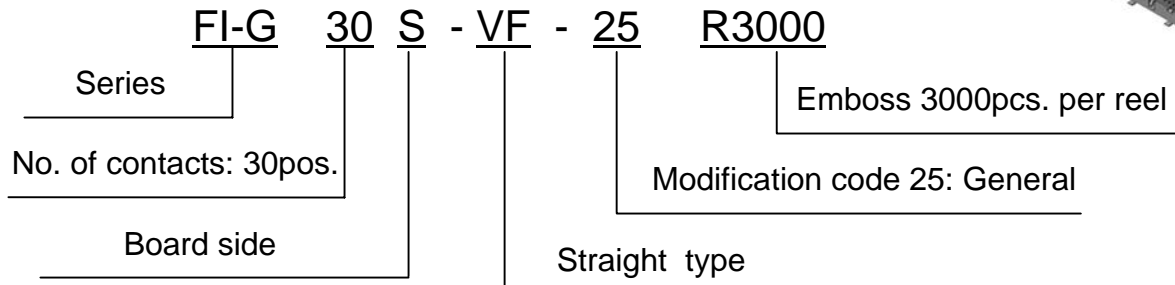 FI-G 30 S - VF - 25 R3000
Series
Emboss 3000pcs. per reel
No. of contacts: 30pos.
Modification code 25: General
Board side
Straight type